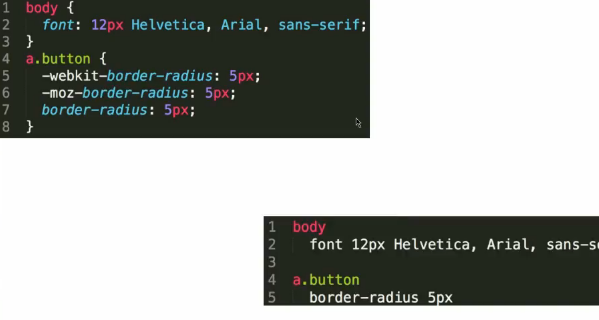 1 body {
2 font: 12px Helvetica, Arial, sans-serif;
3 }
4 a.button {
5 -webkit-border-radius: 5px;
6 -moz-border-radius: 5px;
7 border-radius: 5px;
8 }
1 body
2 font 12px Helvetica, Arial, sans-s
3
4 a.button
5 border-radius 5px